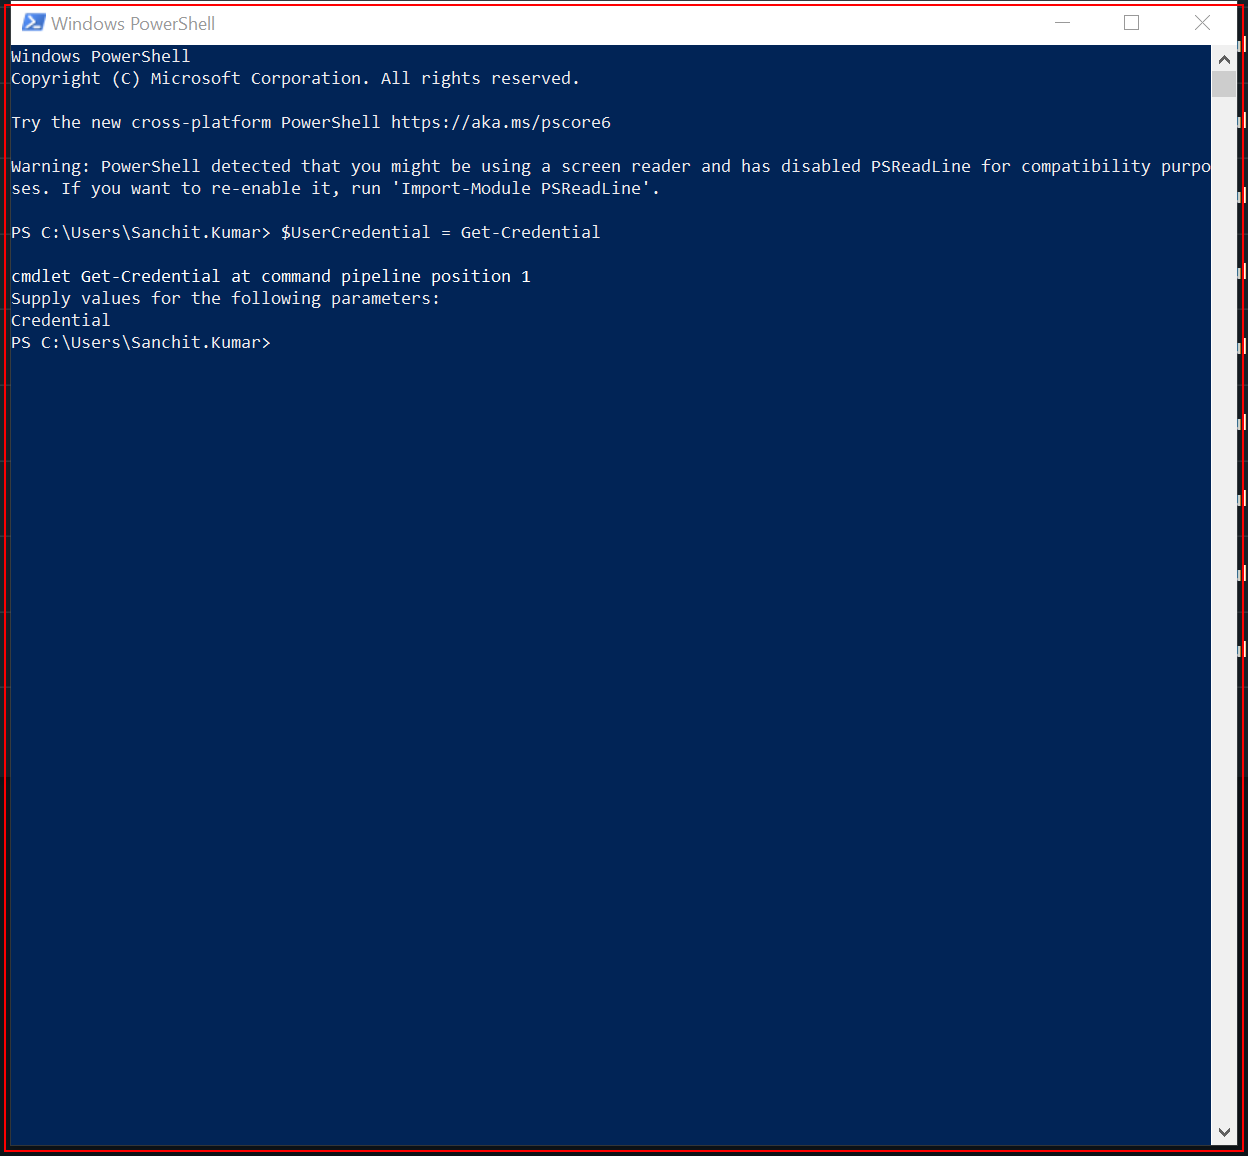 Windows PowerShell
Windows PowerShell
Copyright (C) Microsoft Corporation. All rights reserved.
Try the new cross-platform PowerShell https://aka.ms/pscore6
Warning: PowerShell detected that you might be using a screen reader and has disabled PSReadLine for compatibility purpo
ses. If you want to re-enable it, run 'Import-Module PSReadLine'.
PS C:\Users\Sanchit.Kumar> $UserCredential = Get-Credential
cmdlet Get-Credential at command pipeline position 1
Supply values for the following parameters:
Credential
PS C:\Users\Sanchit.Kumar>